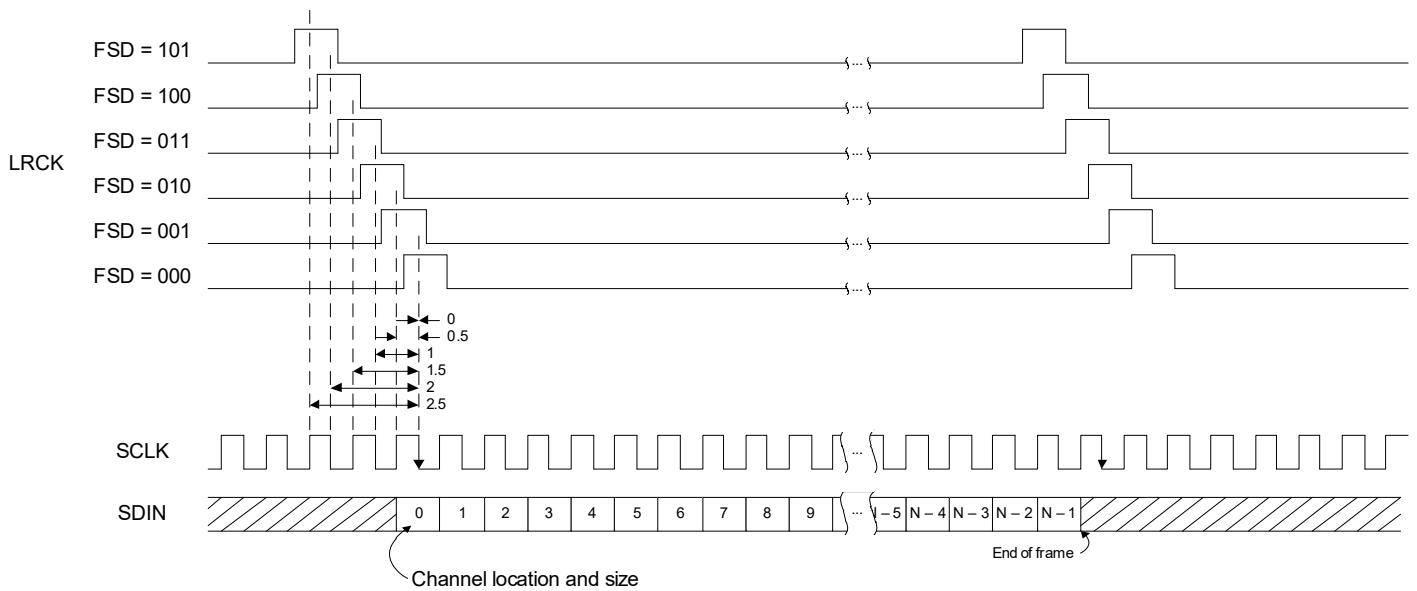 FSD = 101
...
...
FSD = 100
...
LRCK
FSD = 011
...
FSD = 010
...
FSD = 001
...
FSD = 000
...
0
0.5
1
1.5
2
2.5
SCLK
...
SDIN
0 1 2 3 4 5 6 7 8 9 ... N – 4 N – 3 N – 2 N – 1
End of frame
Channel location and size